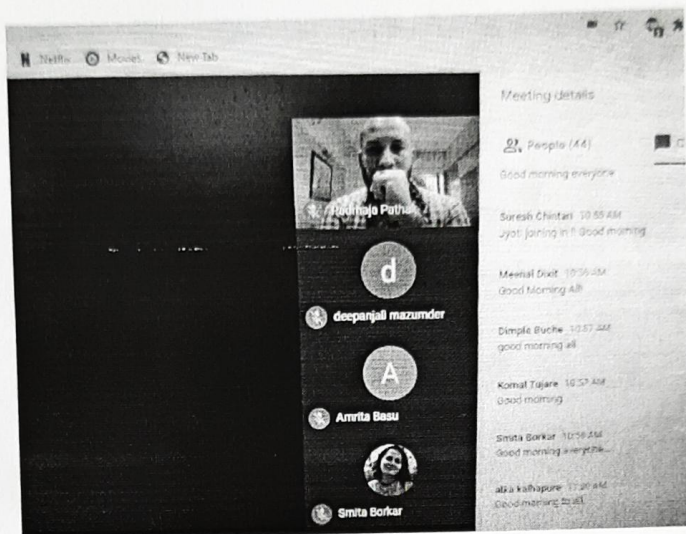 Netflix Movies New Tab
Meeting details
People (44)
Good morning everyone
Suresh Chintari 10:55 AM
Jyoti joining in !! Good morning
Meenal Dixit 10:56 AM
Good Morning All!
Dimple Buche 10:57 AM
good morning all
Komal Tujare 10:57 AM
Good morning
Smita Borkar 10:58 AM
Good morning everyone...
alka kalhapure
Good morning to all
Padmaja Pathak
d
deepanjali mazumder
A
Amrita Basu
Smita Borkar